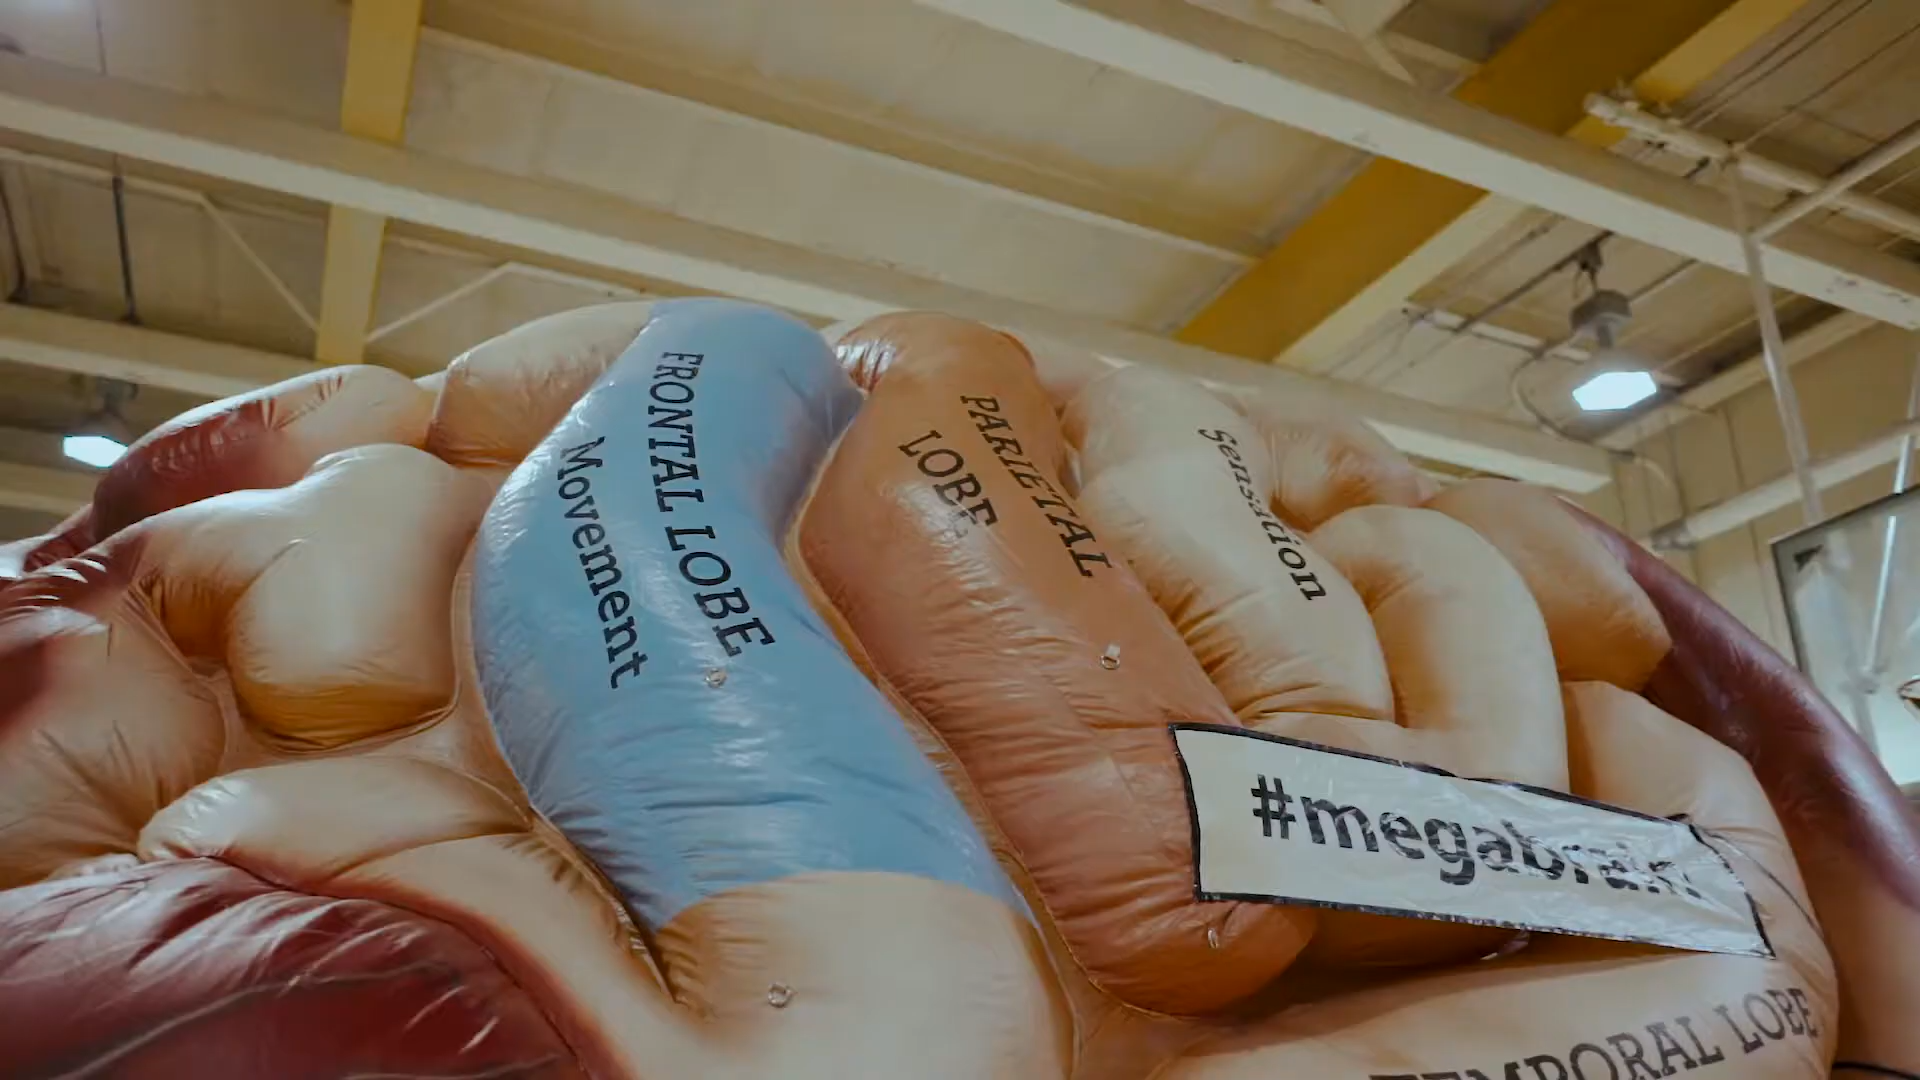 FRONTAL LOBE
Movement
PARIETAL
LOBE
Sensation
#megabrain
TEMPORAL LOBE